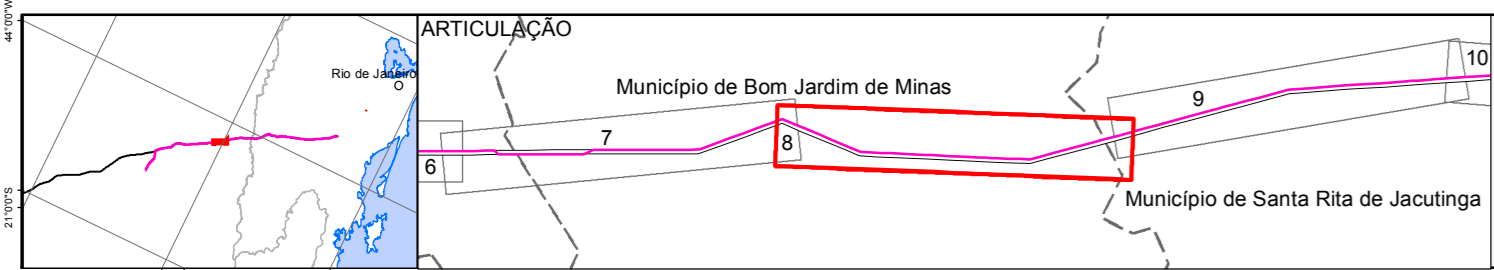 44°00"W
21°0'0"S
Rio de Janeiro
ARTICULAÇÃO
Município de Bom Jardim de Minas
6
7
8
9
10
Município de Santa Rita de Jacutinga